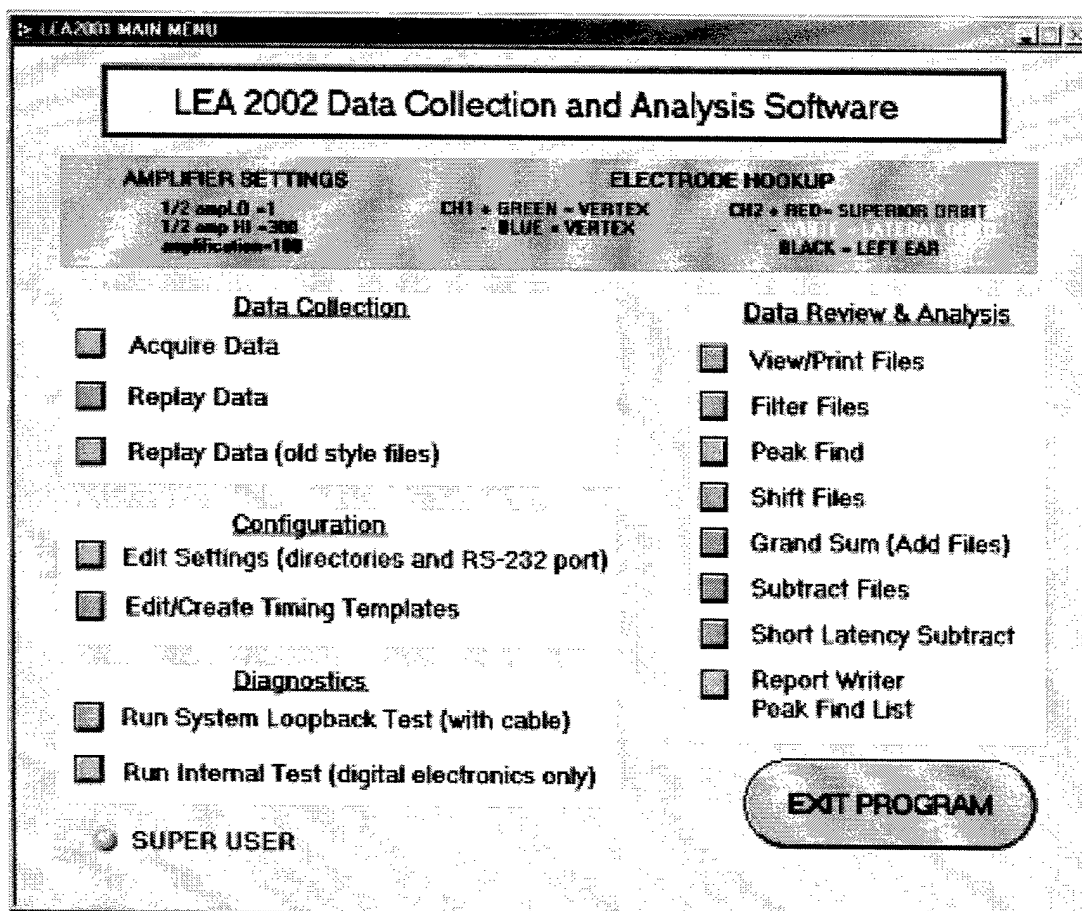 LEA2001 MAIN MENU
LEA 2002 Data Collection and Analysis Software
AMPLIFIER SETTINGS
1/2 ampLO =1
1/2 amp HI =300
amplification=100
ELECTRODE HOOKUP
CH1 + GREEN = VERTEX
- BLUE = VERTEX
CH2 + RED= SUPERIOR ORBIT
- WHITE = LATERAL ORBIT
BLACK = LEFT EAR
Data Collection
Acquire Data
Replay Data
Replay Data (old style files)
Configuration
Edit Settings (directories and RS-232 port)
Edit/Create Timing Templates
Diagnostics
Run System Loopback Test (with cable)
Run Internal Test (digital electronics only)
SUPER USER
Data Review & Analysis
View/Print Files
Filter Files
Peak Find
Shift Files
Grand Sum (Add Files)
Subtract Files
Short Latency Subtract
Report Writer
Peak Find List
EXIT PROGRAM